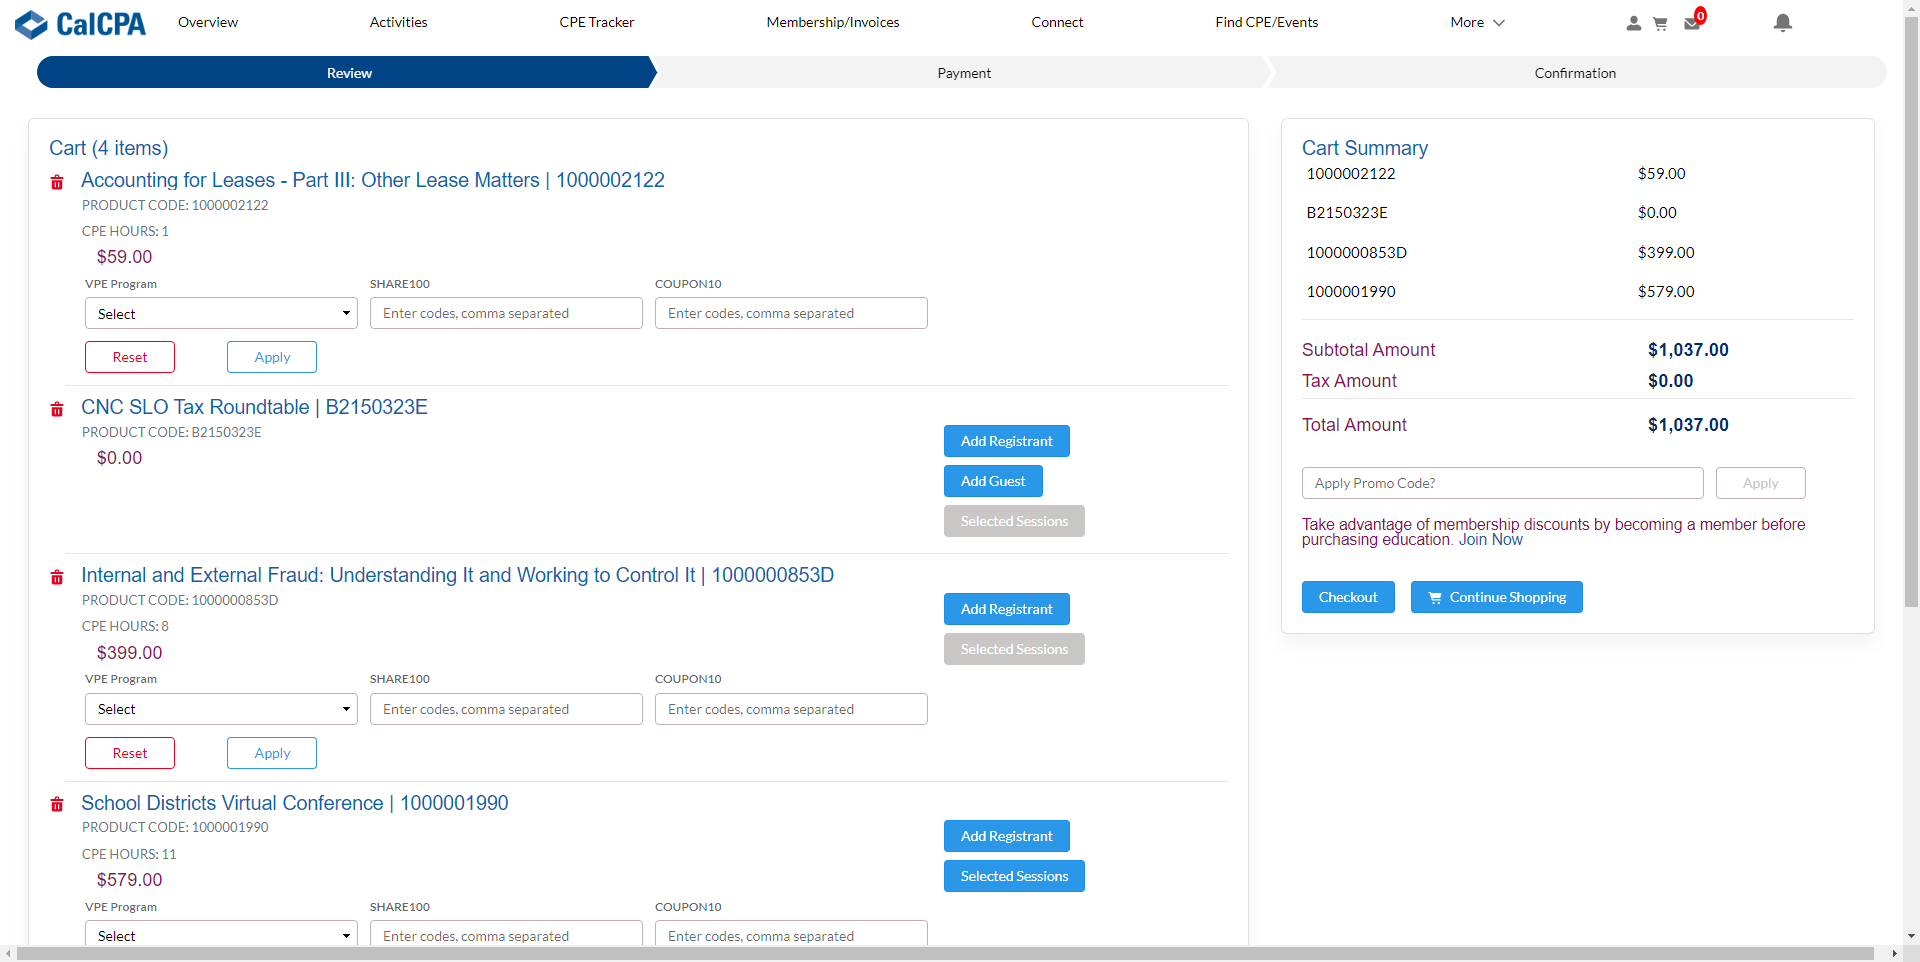 CalCPA
Overview
Activities
CPE Tracker
Membership/Invoices
Connect
Find CPE/Events
More
0
Review
Payment
Confirmation
Cart (4 items)
Accounting for Leases - Part III: Other Lease Matters | 1000002122
PRODUCT CODE: 1000002122
CPE HOURS: 1
$59.00
VPE Program
SHARE100
COUPON10
Select
Enter codes, comma separated
Enter codes, comma separated
Reset
Apply
CNC SLO Tax Roundtable | B2150323E
PRODUCT CODE: B2150323E
$0.00
Add Registrant
Add Guest
Selected Sessions
Internal and External Fraud: Understanding It and Working to Control It | 1000000853D
PRODUCT CODE: 1000000853D
CPE HOURS: 8
$399.00
Add Registrant
Selected Sessions
VPE Program
SHARE100
COUPON10
Select
Enter codes, comma separated
Enter codes, comma separated
Reset
Apply
School Districts Virtual Conference | 1000001990
PRODUCT CODE: 1000001990
CPE HOURS: 11
$579.00
Add Registrant
Selected Sessions
VPE Program
SHARE100
COUPON10
Select
Enter codes, comma separated
Enter codes, comma separated
Cart Summary
1000002122 $59.00
B2150323E $0.00
1000000853D $399.00
1000001990 $579.00
Subtotal Amount $1,037.00
Tax Amount $0.00
Total Amount $1,037.00
Apply Promo Code?
Apply
Take advantage of membership discounts by becoming a member before
purchasing education. Join Now
Checkout
Continue Shopping